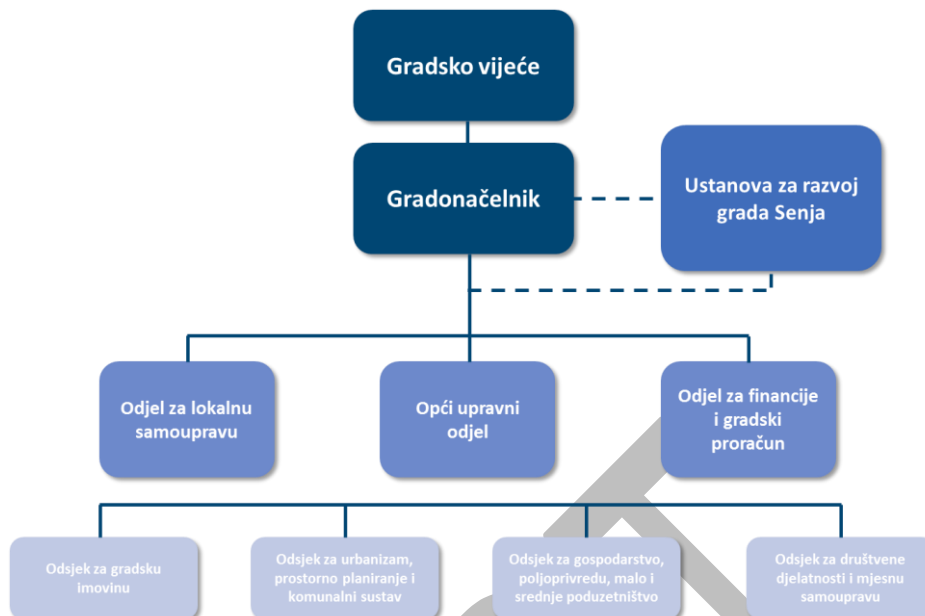 Gradsko vijeće
Gradonačelnik
Ustanova za razvoj
grada Senja
Odjel za lokalnu
samoupravu
Opći upravni
odjel
Odjel za financije
i gradski
proračun
Odsjek za gradsku
imovinu
Odsjek za urbanizam,
prostorno planiranje i
komunalni sustav
Odsjek za gospodarstvo,
poljoprivredu, malo i
srednje poduzetništvo
Odsjek za društvene
djelatnosti i mjesnu
samoupravu